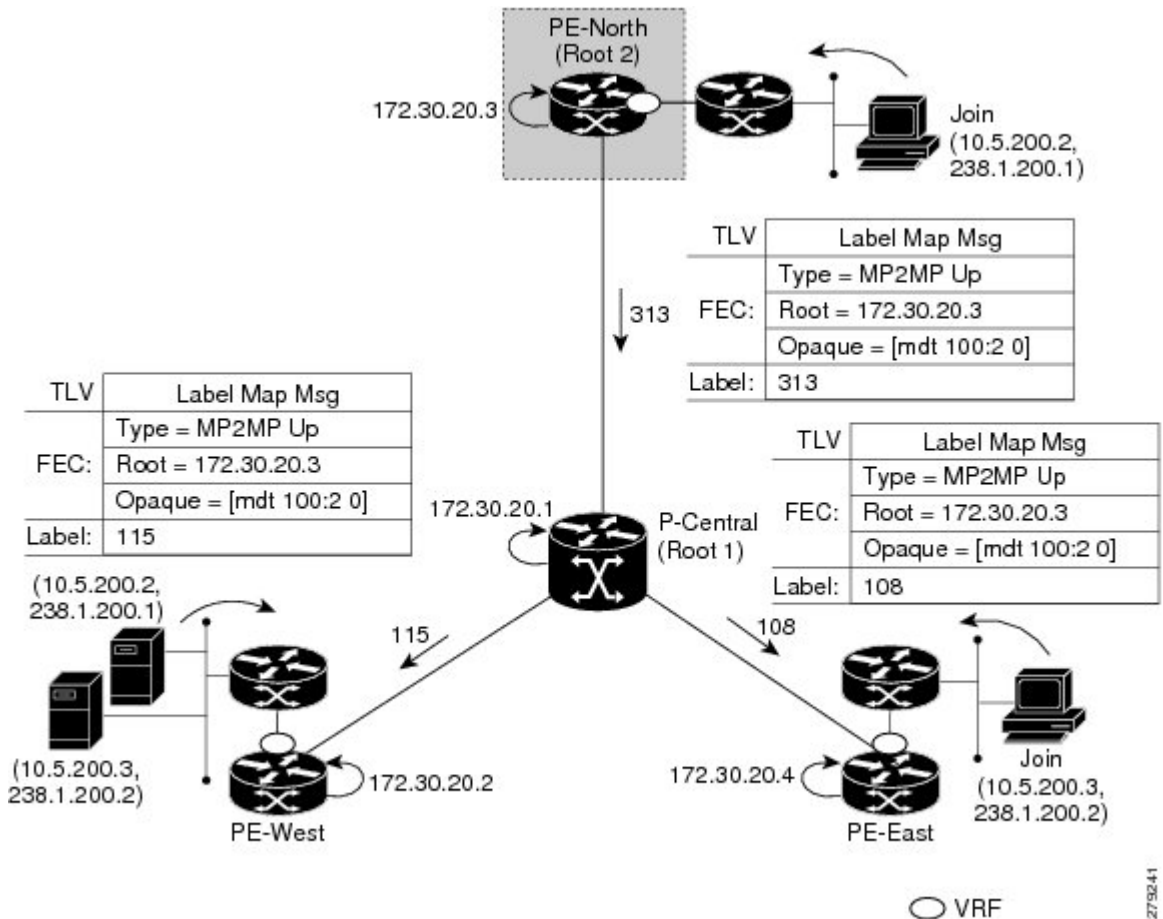 PE-North
(Root 2)
172.30.20.3
Join
(10.5.200.2,
238.1.200.1)
TLV Label Map Msg
Type = MP2MP Up
FEC: Root = 172.30.20.3
Opaque = [mdt 100:2 0]
Label: 313
313
TLV Label Map Msg
Type = MP2MP Up
FEC: Root = 172.30.20.3
Opaque = [mdt 100:2 0]
Label: 115
TLV Label Map Msg
Type = MP2MP Up
FEC: Root = 172.30.20.3
Opaque = [mdt 100:2 0]
Label: 108
172.30.20.1
P-Central
(Root 1)
(10.5.200.2,
238.1.200.1)
115
108
(10.5.200.3,
238.1.200.2)
172.30.20.2
PE-West
172.30.20.4
PE-East
Join
(10.5.200.3,
238.1.200.2)
VRF
279241